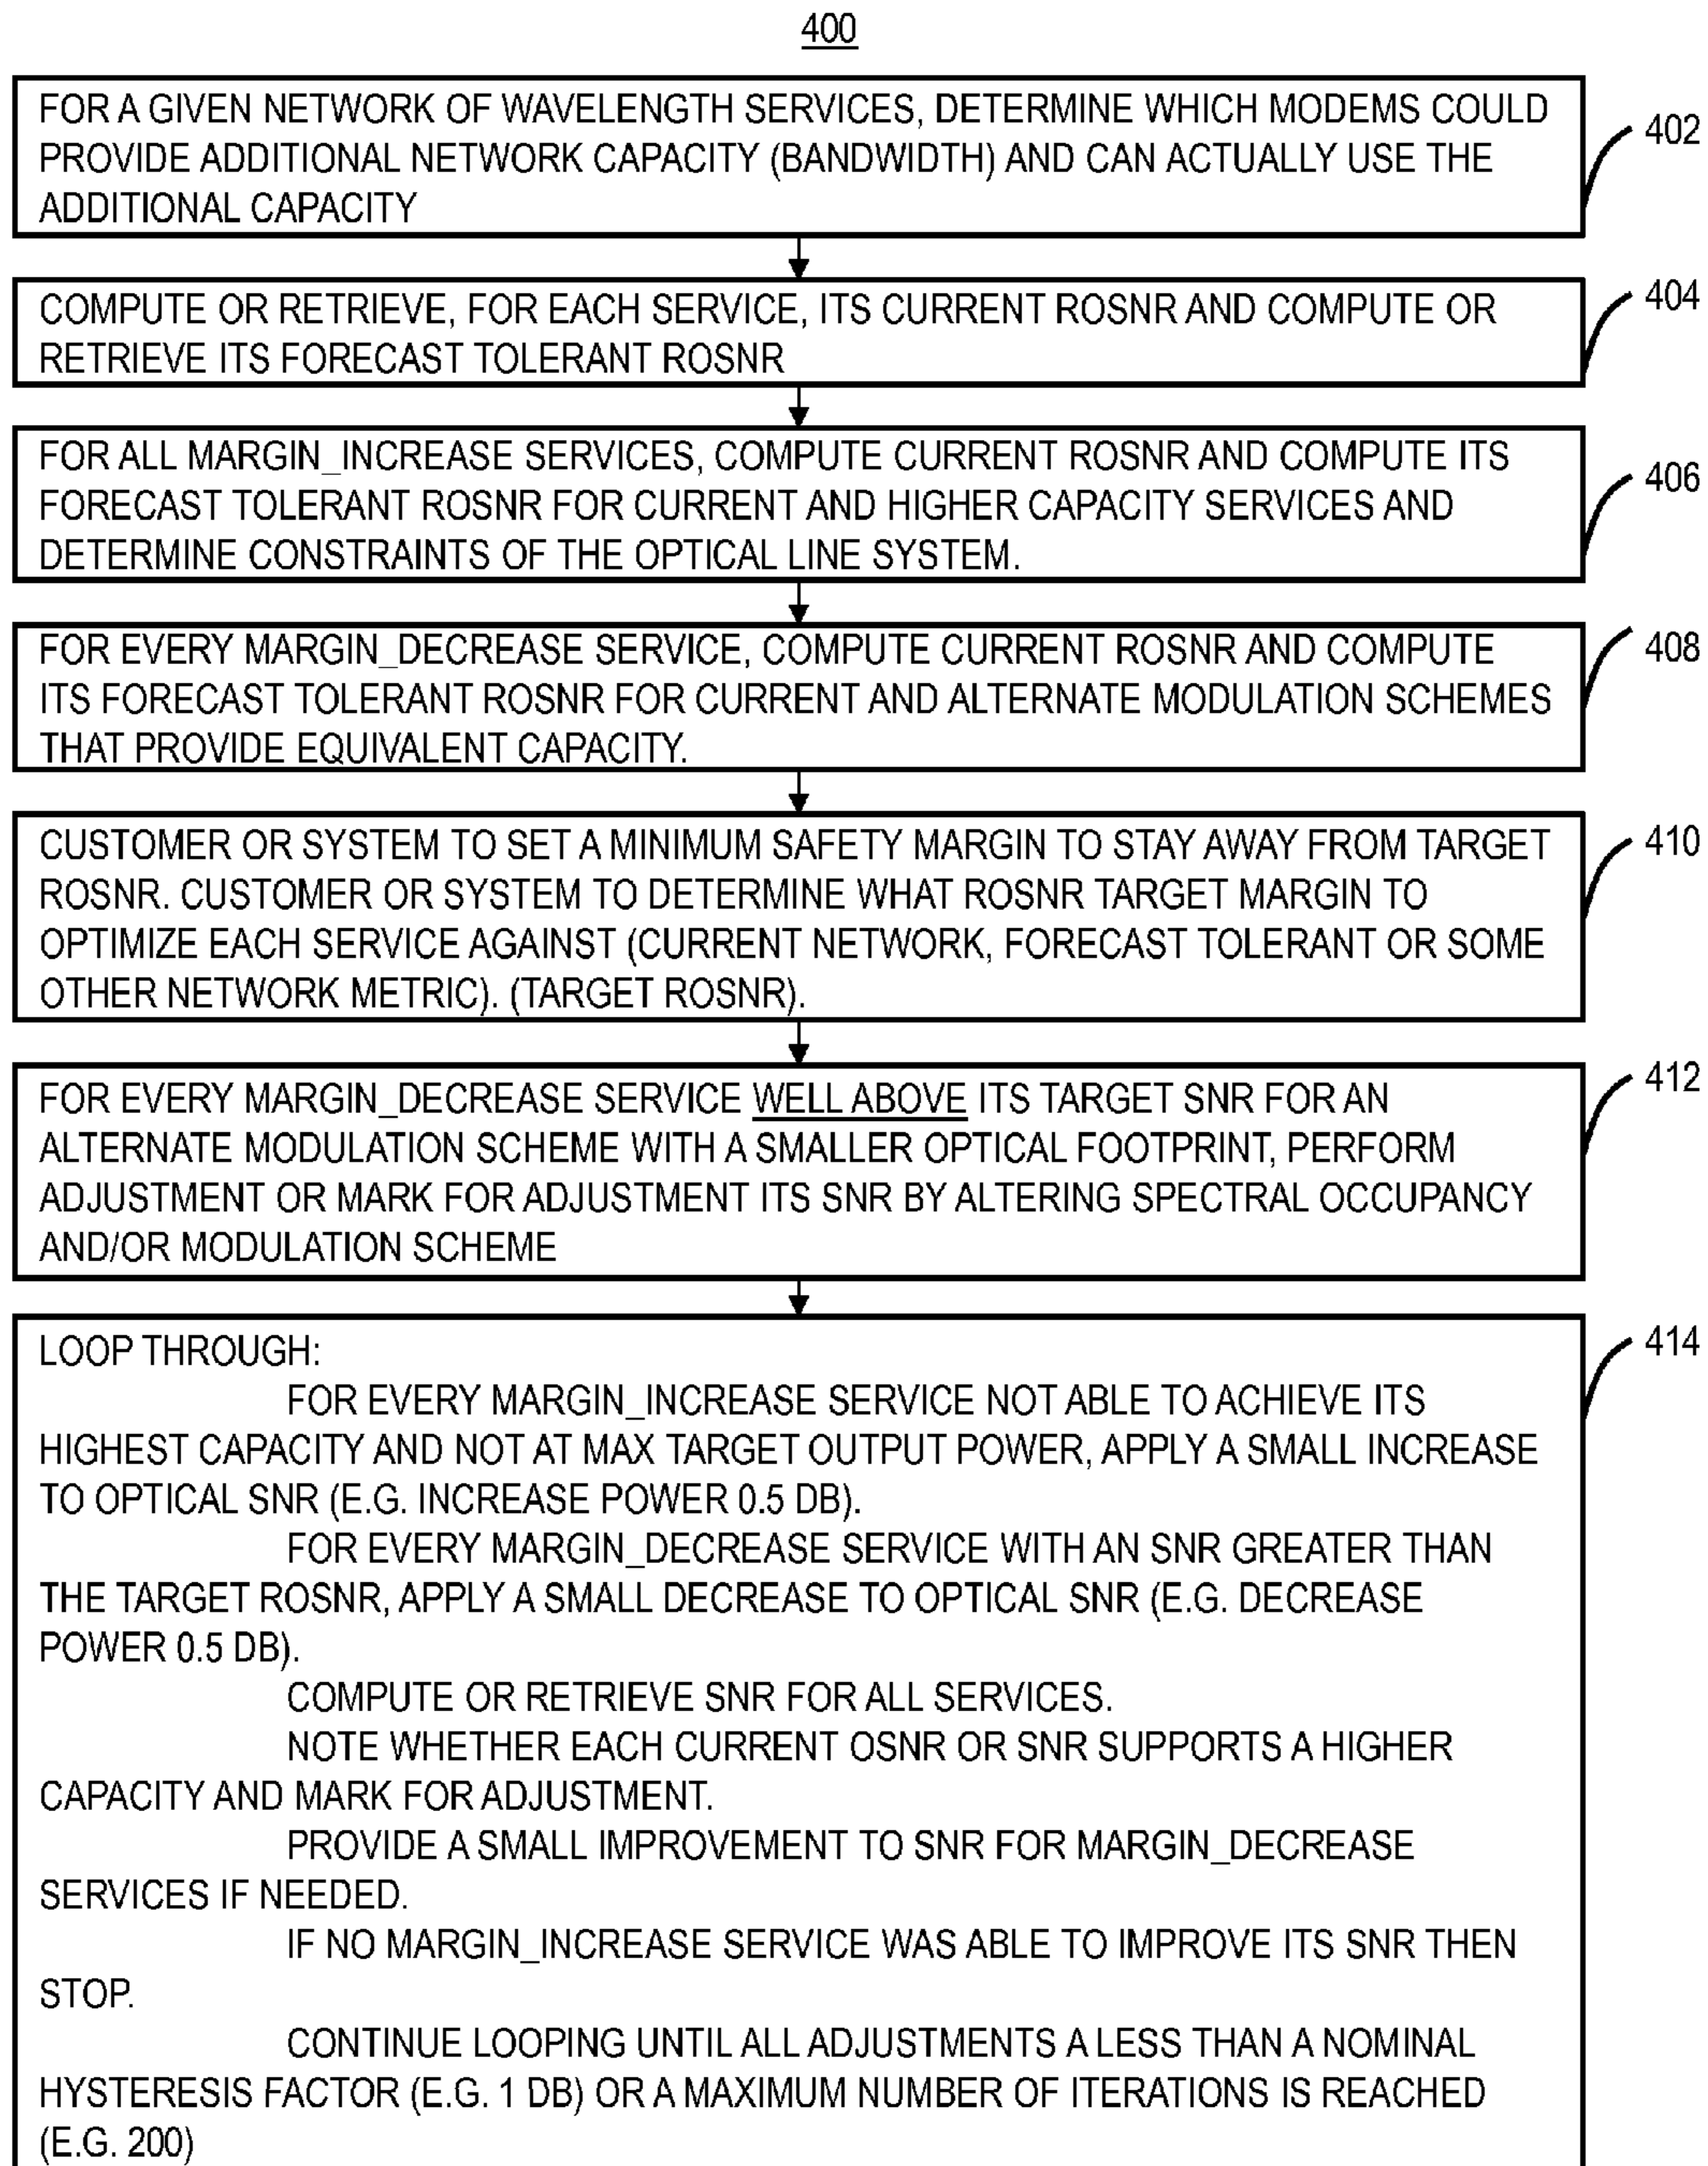 400
FOR A GIVEN NETWORK OF WAVELENGTH SERVICES, DETERMINE WHICH MODEMS COULD
PROVIDE ADDITIONAL NETWORK CAPACITY (BANDWIDTH) AND CAN ACTUALLY USE THE
ADDITIONAL CAPACITY
402
COMPUTE OR RETRIEVE, FOR EACH SERVICE, ITS CURRENT ROSNR AND COMPUTE OR
RETRIEVE ITS FORECAST TOLERANT ROSNR
404
FOR ALL MARGIN_INCREASE SERVICES, COMPUTE CURRENT ROSNR AND COMPUTE ITS
FORECAST TOLERANT ROSNR FOR CURRENT AND HIGHER CAPACITY SERVICES AND
DETERMINE CONSTRAINTS OF THE OPTICAL LINE SYSTEM.
406
FOR EVERY MARGIN_DECREASE SERVICE, COMPUTE CURRENT ROSNR AND COMPUTE
ITS FORECAST TOLERANT ROSNR FOR CURRENT AND ALTERNATE MODULATION SCHEMES
THAT PROVIDE EQUIVALENT CAPACITY.
408
CUSTOMER OR SYSTEM TO SET A MINIMUM SAFETY MARGIN TO STAY AWAY FROM TARGET
ROSNR. CUSTOMER OR SYSTEM TO DETERMINE WHAT ROSNR TARGET MARGIN TO
OPTIMIZE EACH SERVICE AGAINST (CURRENT NETWORK, FORECAST TOLERANT OR SOME
OTHER NETWORK METRIC). (TARGET ROSNR).
410
FOR EVERY MARGIN_DECREASE SERVICE WELL ABOVE ITS TARGET SNR FOR AN
ALTERNATE MODULATION SCHEME WITH A SMALLER OPTICAL FOOTPRINT, PERFORM
ADJUSTMENT OR MARK FOR ADJUSTMENT ITS SNR BY ALTERING SPECTRAL OCCUPANCY
AND/OR MODULATION SCHEME
412
LOOP THROUGH:
FOR EVERY MARGIN_INCREASE SERVICE NOT ABLE TO ACHIEVE ITS
HIGHEST CAPACITY AND NOT AT MAX TARGET OUTPUT POWER, APPLY A SMALL INCREASE
TO OPTICAL SNR (E.G. INCREASE POWER 0.5 DB).
FOR EVERY MARGIN_DECREASE SERVICE WITH AN SNR GREATER THAN
THE TARGET ROSNR, APPLY A SMALL DECREASE TO OPTICAL SNR (E.G. DECREASE
POWER 0.5 DB).
COMPUTE OR RETRIEVE SNR FOR ALL SERVICES.
NOTE WHETHER EACH CURRENT OSNR OR SNR SUPPORTS A HIGHER
CAPACITY AND MARK FOR ADJUSTMENT.
PROVIDE A SMALL IMPROVEMENT TO SNR FOR MARGIN_DECREASE
SERVICES IF NEEDED.
IF NO MARGIN_INCREASE SERVICE WAS ABLE TO IMPROVE ITS SNR THEN
STOP.
CONTINUE LOOPING UNTIL ALL ADJUSTMENTS A LESS THAN A NOMINAL
HYSTERESIS FACTOR (E.G. 1 DB) OR A MAXIMUM NUMBER OF ITERATIONS IS REACHED
(E.G. 200)
414